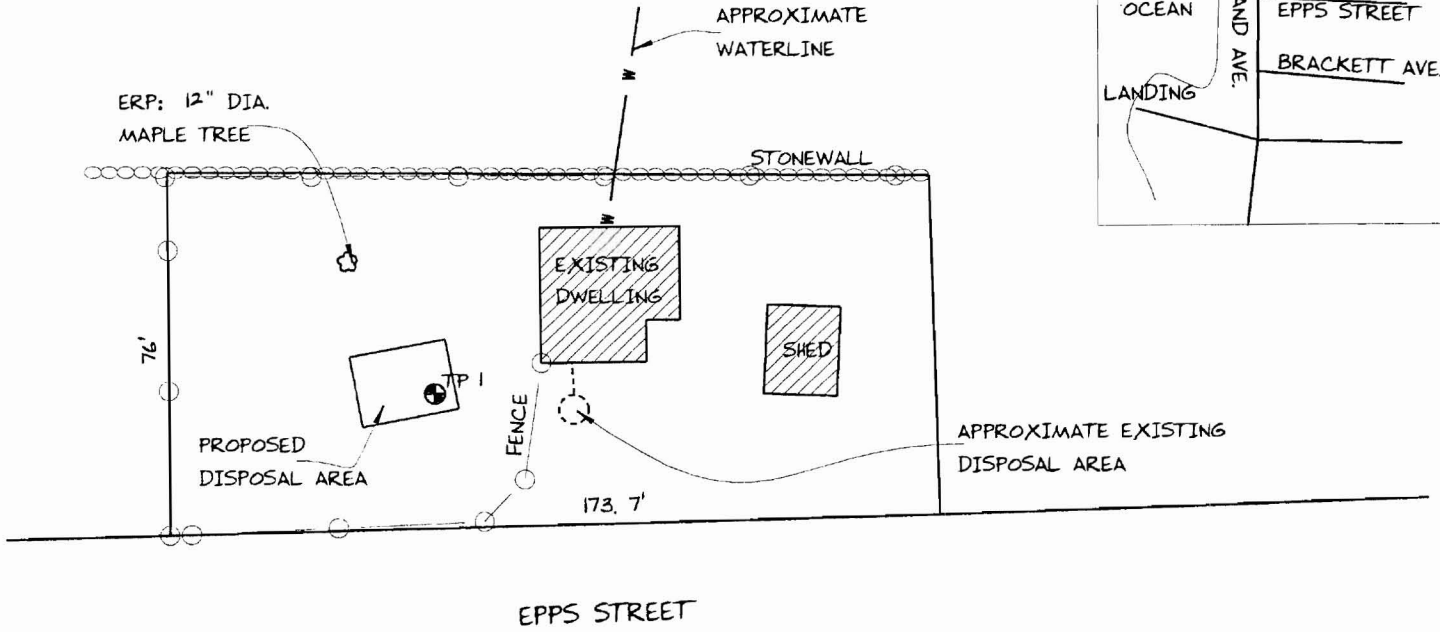 APPROXIMATE
WATERLINE
W
OCEAN
AND AVE.
EPPS STREET
BRACKETT AVE.
LANDING
ERP: 12" DIA.
MAPLE TREE
STONEWALL
W
EXISTING
DWELLING
SHED
76'
TP 1
FENCE
PROPOSED
DISPOSAL AREA
APPROXIMATE EXISTING
DISPOSAL AREA
173. 7'
EPPS STREET